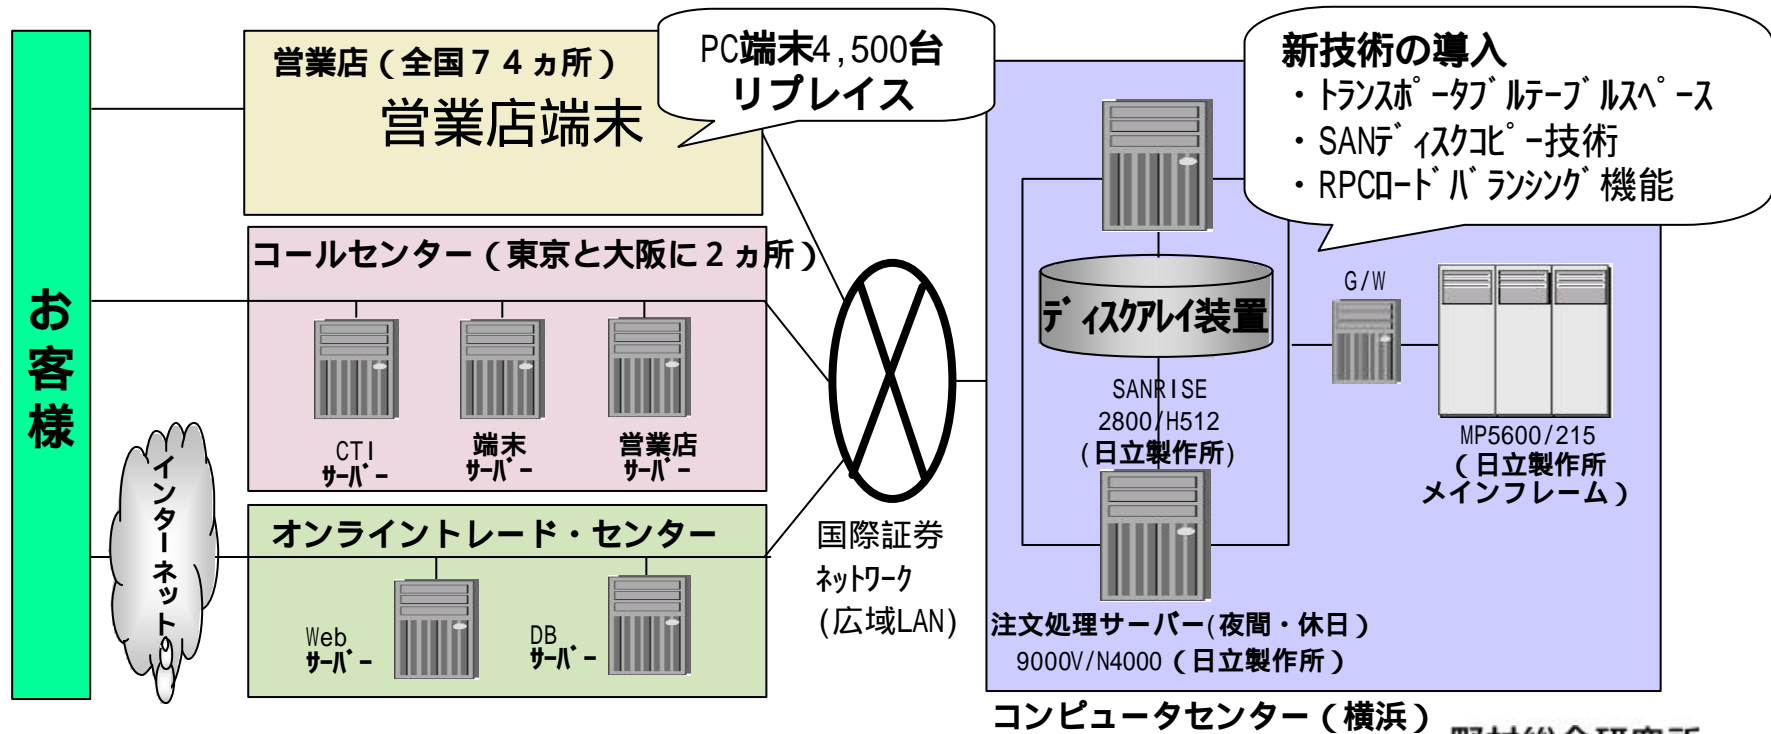 お客様
営業店（全国７４ヵ所）
営業店端末
PC端末4,500台
リプレイス
新技術の導入
・ﾄﾗﾝｽﾎﾟｰﾀﾌﾞﾙﾃｰﾌﾞﾙｽﾍﾟｰｽ
・SANﾃﾞｨｽｸｺﾋﾟｰ技術
・RPCﾛｰﾄﾞﾊﾞﾗﾝｼﾝｸﾞ機能
コールセンター（東京と大阪に２ヵ所）
CTI
ｻｰﾊﾞｰ
端末
ｻｰﾊﾞｰ
営業店
ｻｰﾊﾞｰ
インターネット
オンライントレード・センター
Web
ｻｰﾊﾞｰ
DB
ｻｰﾊﾞｰ
国際証券
ﾈｯﾄﾜｰｸ
(広域LAN)
ﾃﾞｨｽｸｱﾚｲ装置
SANRISE
2800/H512
(日立製作所)
G/W
MP5600/215
（日立製作所
メインフレーム）
注文処理サーバー(夜間・休日）
9000V/N4000（日立製作所）
コンピュータセンター（横浜）
野村総合研究所